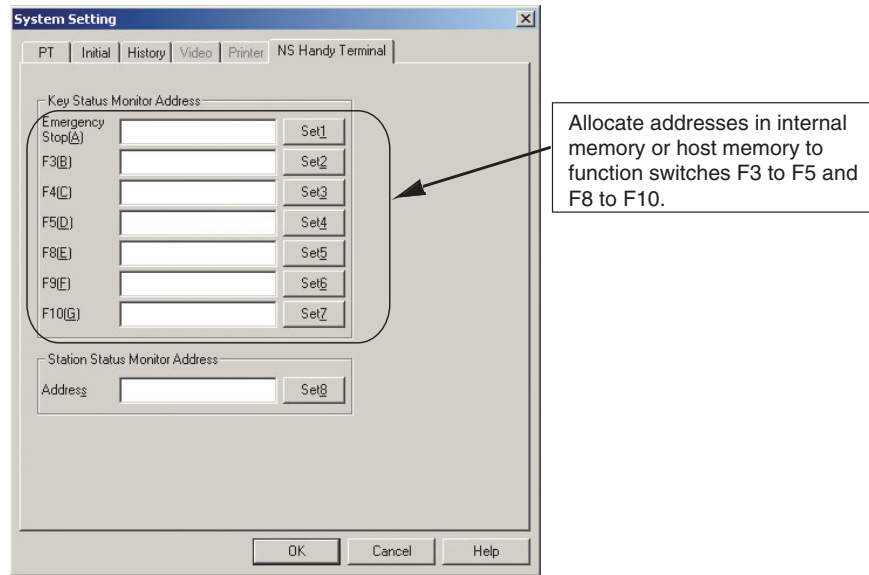 System Setting
PT Initial History Video Printer NS Handy Terminal
Key Status Monitor Address
Emergency
Stop(A) Set1
F3(B) Set2
F4(C) Set3
F5(D) Set4
F8(E) Set5
F9(F) Set6
F10(G) Set7
Station Status Monitor Address
Address Set8
OK Cancel Help
Allocate addresses in internal
memory or host memory to
function switches F3 to F5 and
F8 to F10.